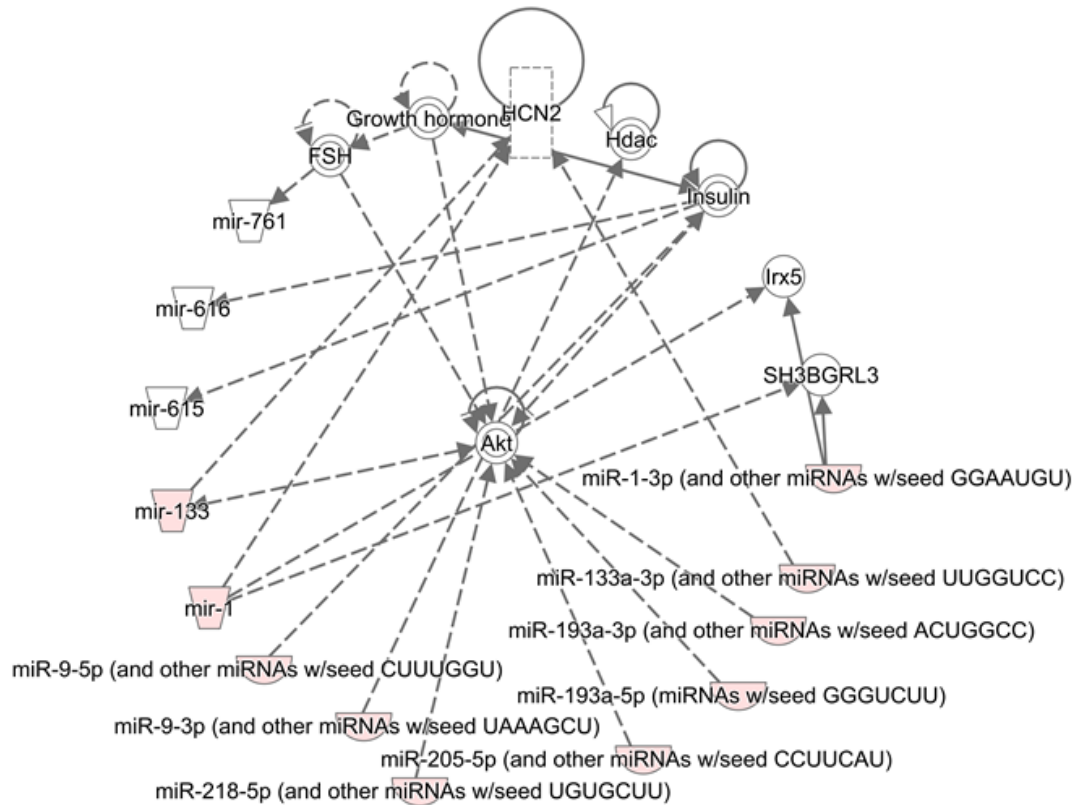 HCN2
Growth hormone
Hdac
FSH
Insulin
mir-761
Irx5
mir-616
SH3BGRL3
mir-615
Akt
miR-1-3p (and other miRNAs w/seed GGAAUGU)
mir-133
miR-133a-3p (and other miRNAs w/seed UUGGUCC)
mir-1
miR-193a-3p (and other miRNAs w/seed ACUGGCC)
miR-9-5p (and other miRNAs w/seed CUUUGGU)
miR-193a-5p (miRNAs w/seed GGGUCUU)
miR-9-3p (and other miRNAs w/seed UAAAGCU)
miR-205-5p (and other miRNAs w/seed CCUUCAU)
miR-218-5p (and other miRNAs w/seed UGUGCUU)